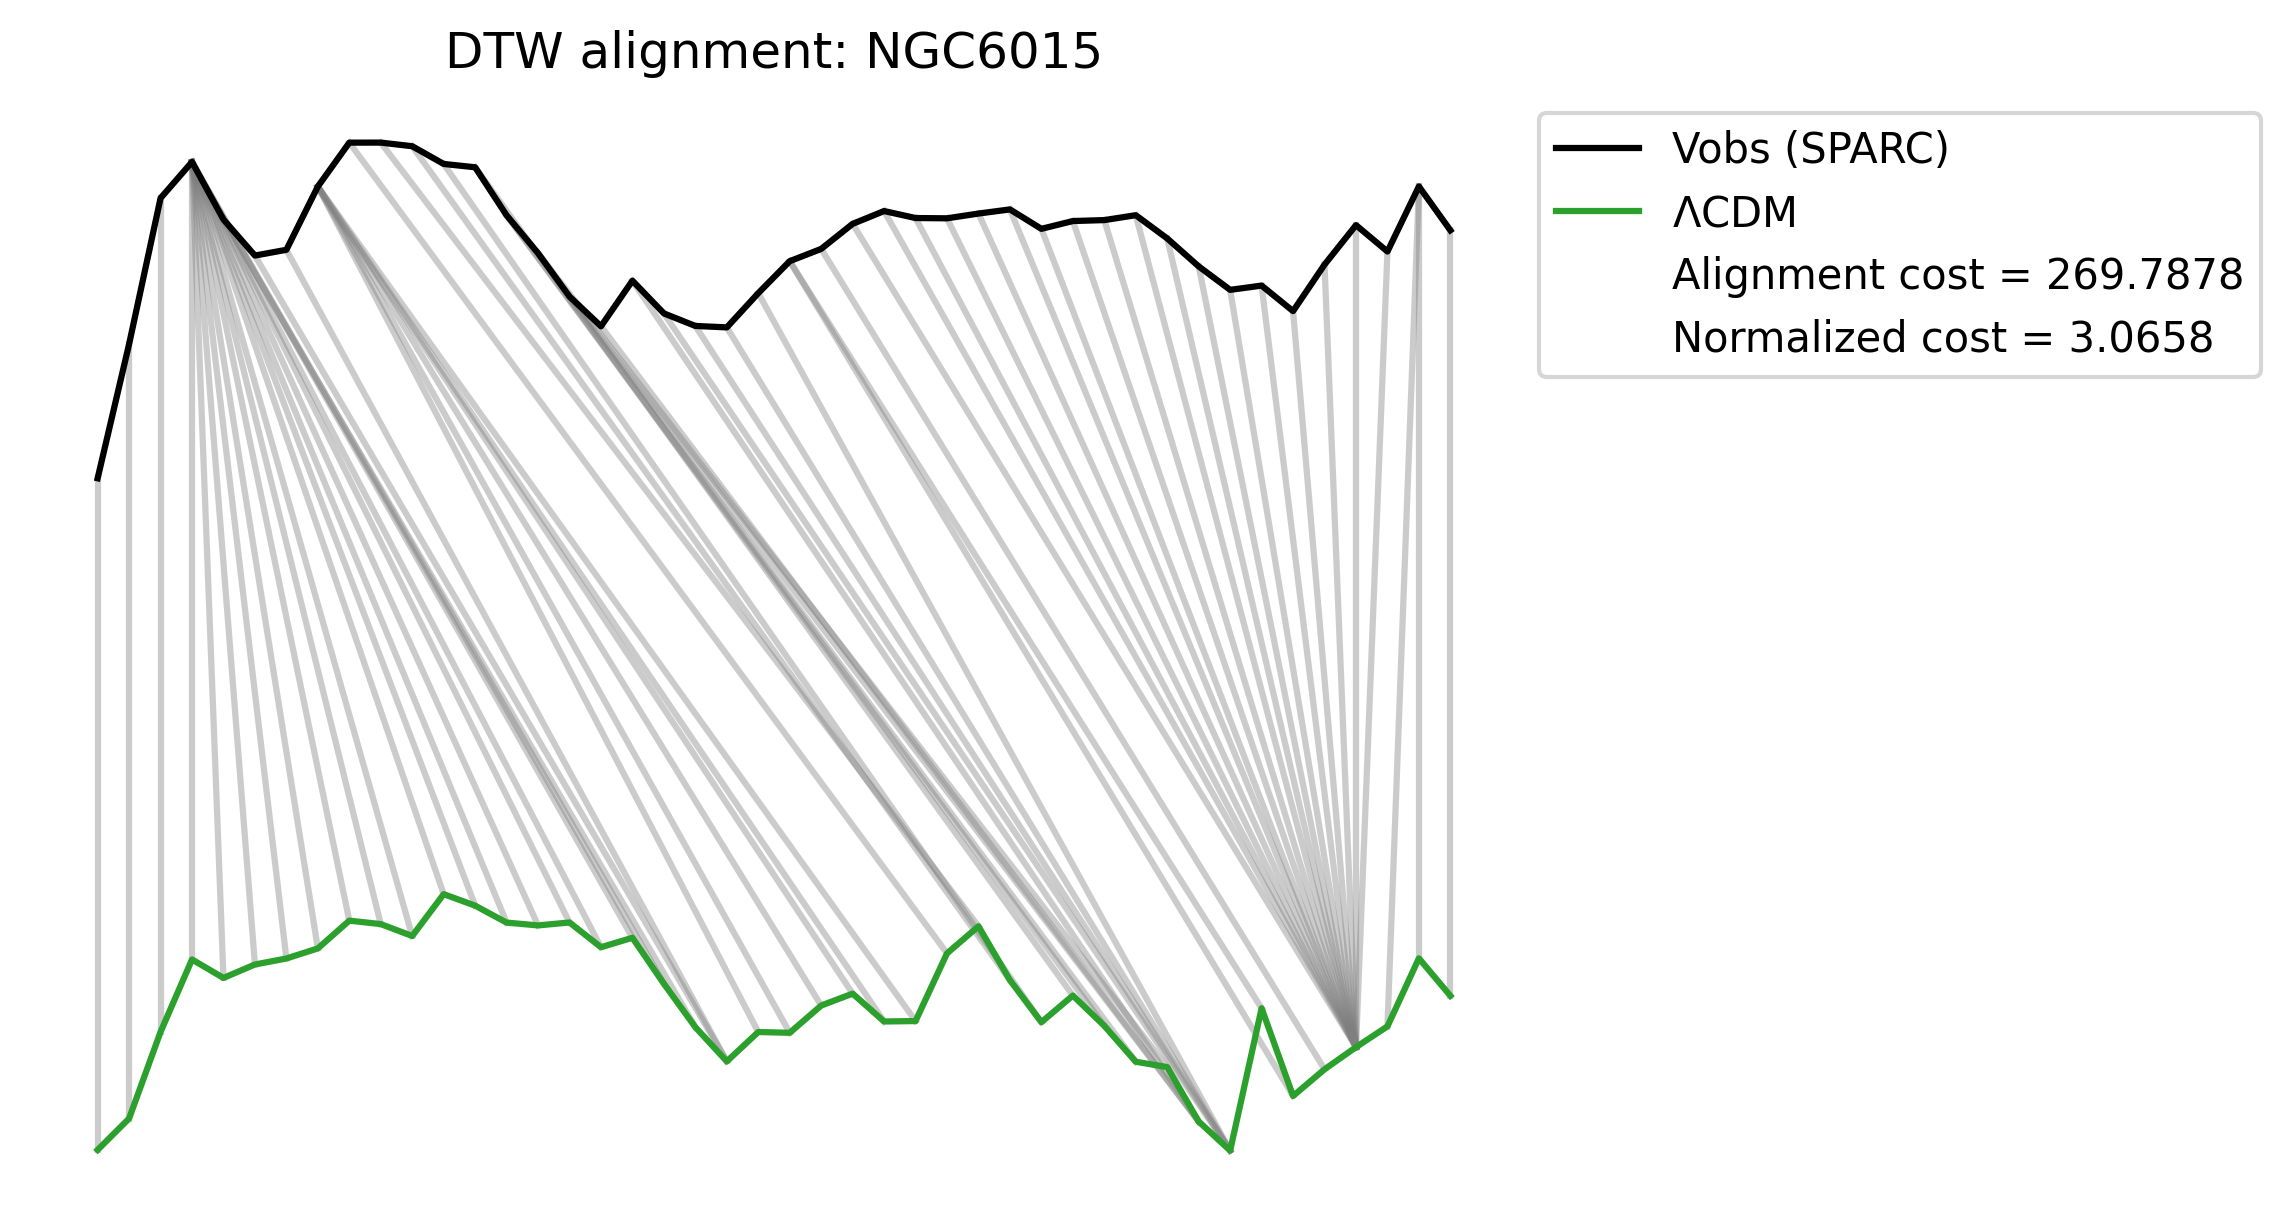 DTW alignment: NGC6015
Vobs (SPARC)
ΛCDM
Alignment cost = 269.7878
Normalized cost = 3.0658